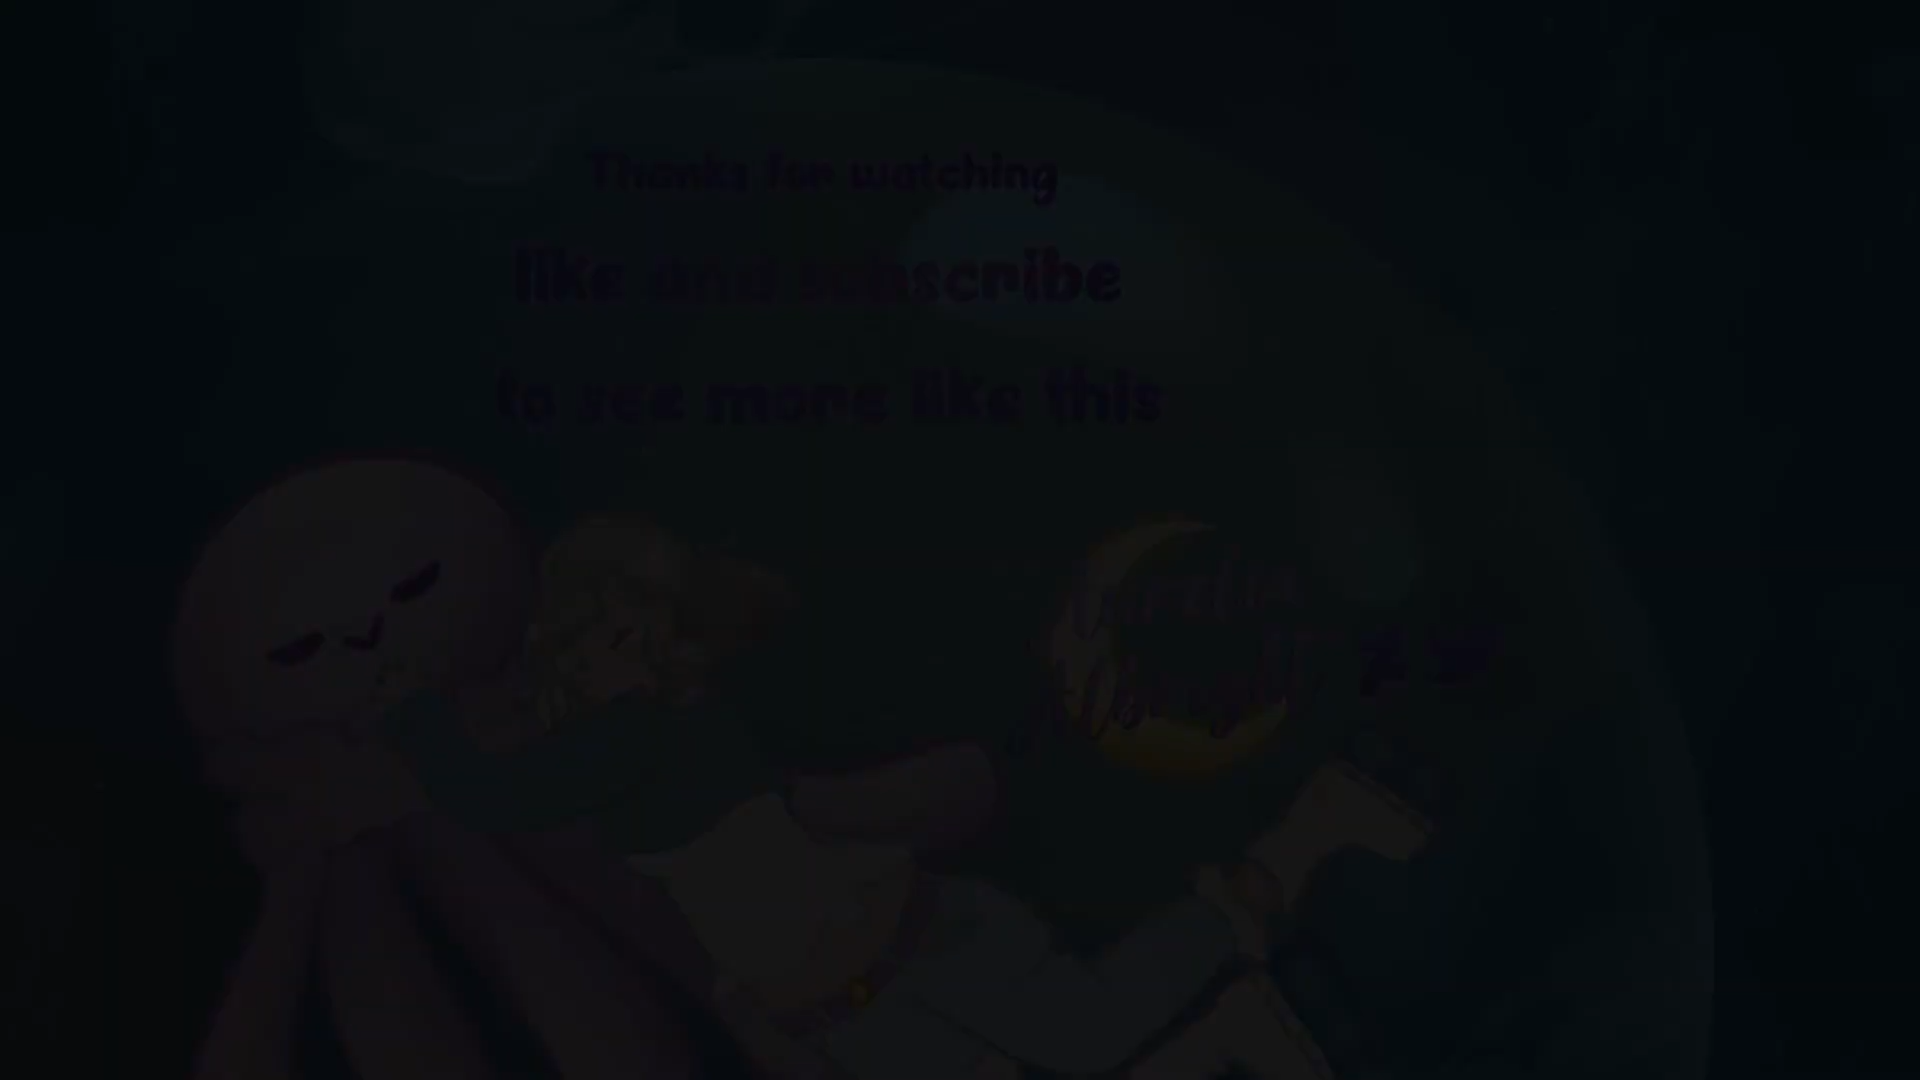 Thanks for watching
like and subscribe
to see more like this